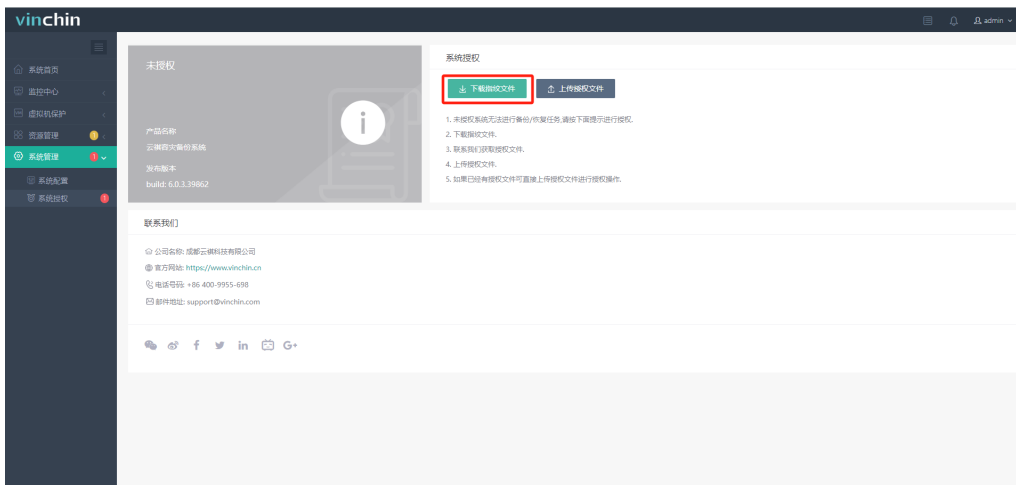 vinchin
admin
系统首页
监控中心
虚拟机保护
资源管理 1
系统管理 1
系统配置
系统授权 1
未授权
产品名称
云祺容灾备份系统
发布版本
build: 6.0.3.39862
系统授权
下载指纹文件 上传授权文件
1. 未授权系统无法进行备份/恢复任务,请按下面提示进行授权.
2. 下载指纹文件.
3. 联系我们获取授权文件.
4. 上传授权文件.
5. 如果已经有授权文件可直接上传授权文件进行授权操作.
联系我们
公司名称: 成都云祺科技有限公司
官方网站: https://www.vinchin.cn
电话号码: +86 400-9955-698
邮件地址: support@vinchin.com